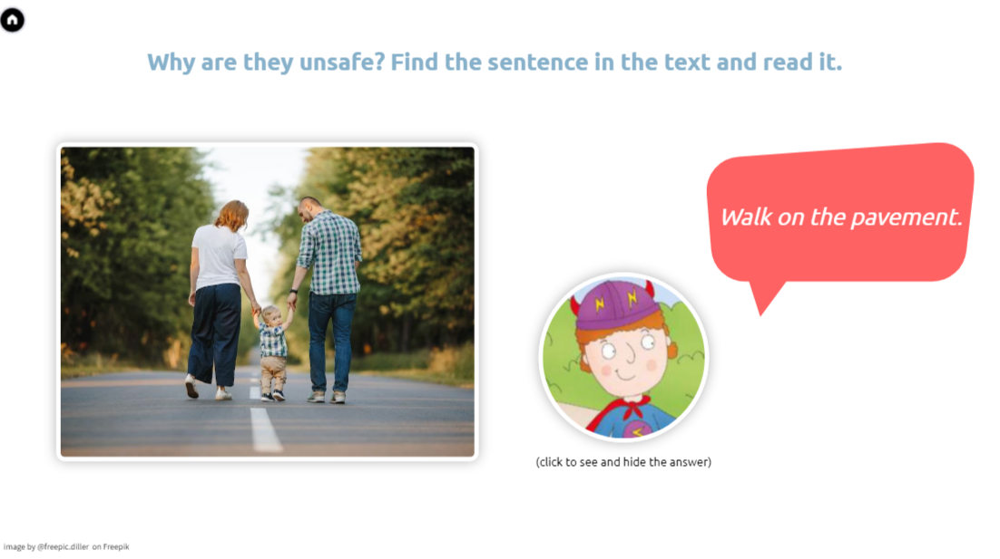 Why are they unsafe? Find the sentence in the text and read it.
Walk on the pavement.
(click to see and hide the answer)
image by @freepic.diller on Freepik